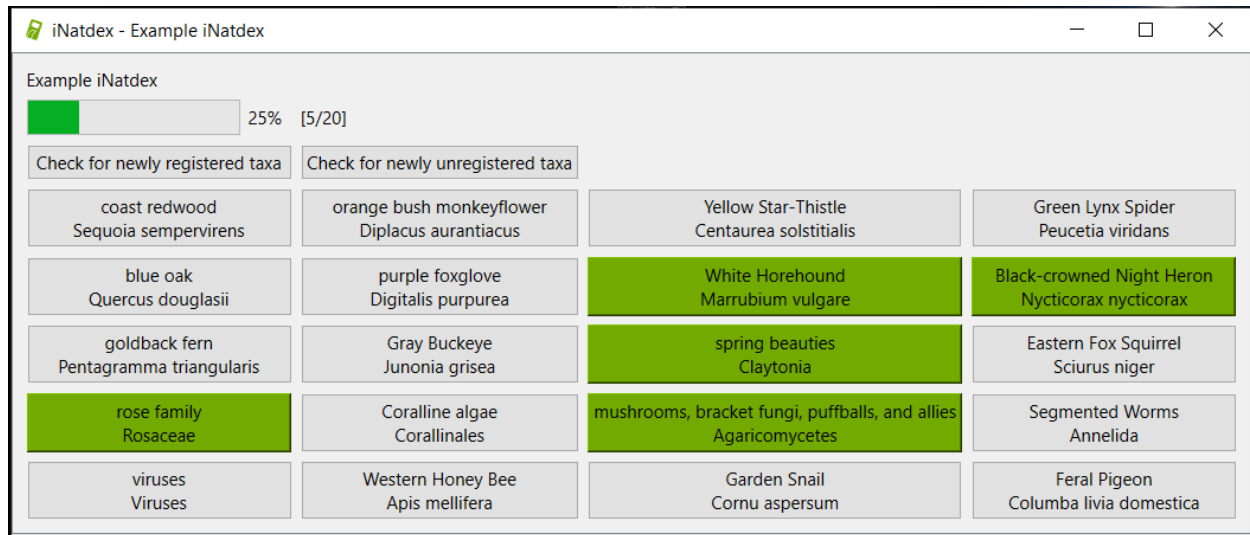 iNatdex - Example iNatdex
Example iNatdex
25% [5/20]
Check for newly registered taxa Check for newly unregistered taxa
coast redwood
Sequoia sempervirens
orange bush monkeyflower
Diplacus aurantiacus
Yellow Star-Thistle
Centaurea solstitialis
Green Lynx Spider
Peucetia viridans
blue oak
Quercus douglasii
purple foxglove
Digitalis purpurea
White Horehound
Marrubium vulgare
Black-crowned Night Heron
Nycticorax nycticorax
goldback fern
Pentagramma triangularis
Gray Buckeye
Junonia grisea
spring beauties
Claytonia
Eastern Fox Squirrel
Sciurus niger
rose family
Rosaceae
Coralline algae
Corallinales
mushrooms, bracket fungi, puffballs, and allies
Agaricomycetes
Segmented Worms
Annelida
viruses
Viruses
Western Honey Bee
Apis mellifera
Garden Snail
Cornu aspersum
Feral Pigeon
Columba livia domestica